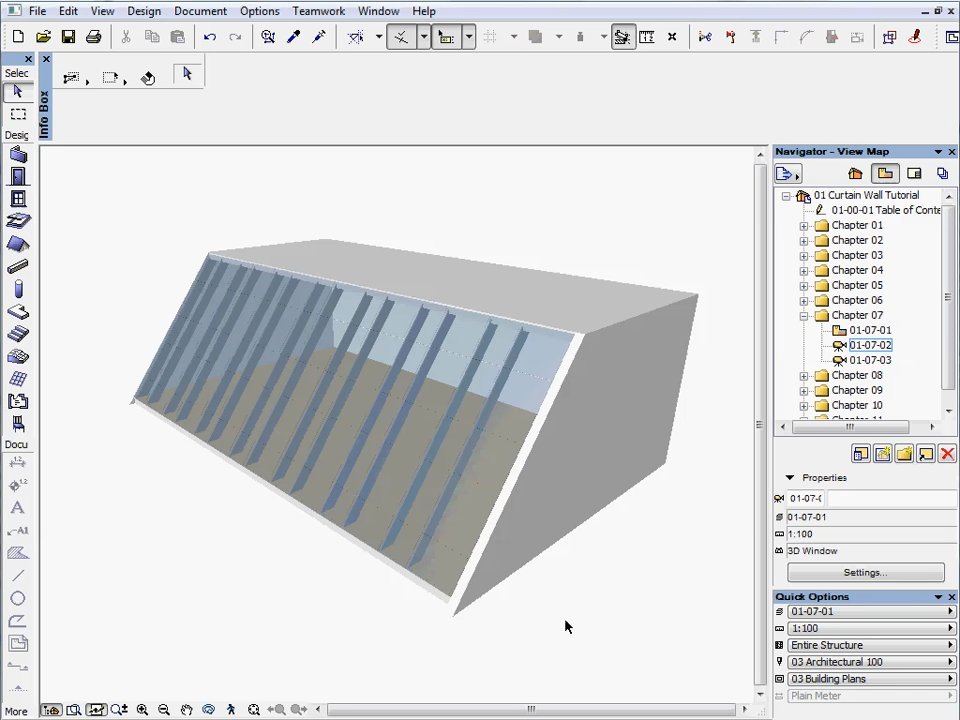 File Edit View Design Document Options Teamwork Window Help
Selec
Info Box
Desig
Docu
More
Navigator - View Map
01 Curtain Wall Tutorial
01-00-01 Table of Conte
Chapter 01
Chapter 02
Chapter 03
Chapter 04
Chapter 05
Chapter 06
Chapter 07
01-07-01
01-07-02
01-07-03
Chapter 08
Chapter 09
Chapter 10
Properties
01-07-(
01-07-01
1:100
3D Window
Settings...
Quick Options
01-07-01
1:100
Entire Structure
03 Architectural 100
03 Building Plans
Plain Meter